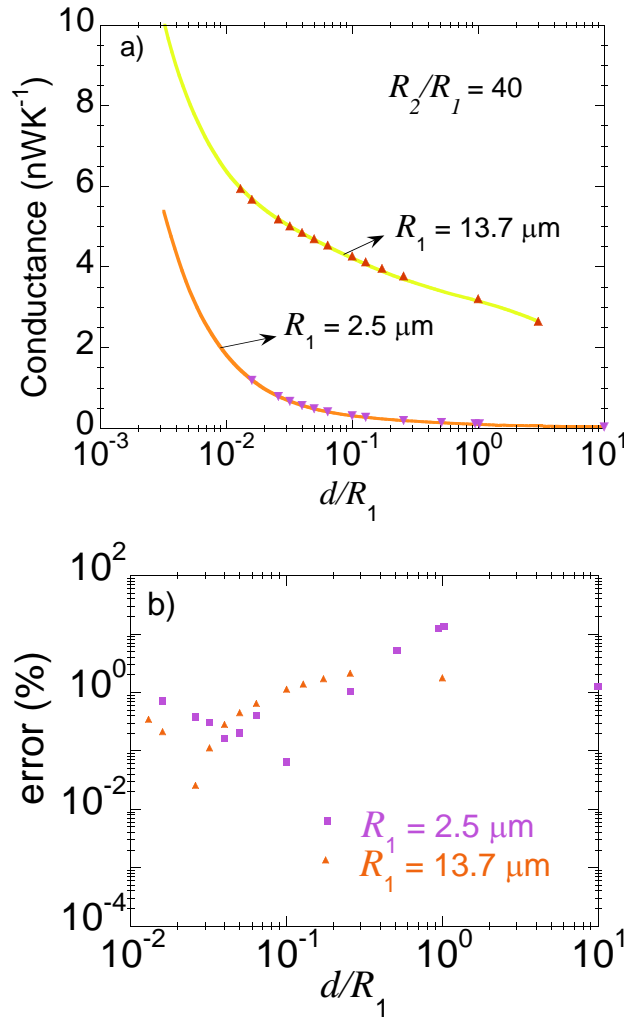 a)
R₂/R₁ = 40
Conductance (nWK⁻¹)
10
8
6
4
2
0
R₁ = 13.7 μm
R₁ = 2.5 μm
10⁻³ 10⁻² 10⁻¹ 10⁰ 10¹
d/R₁
b)
error (%)
10²
10⁰
10⁻²
10⁻⁴
R₁ = 2.5 μm
R₁ = 13.7 μm
10⁻² 10⁻¹ 10⁰ 10¹
d/R₁